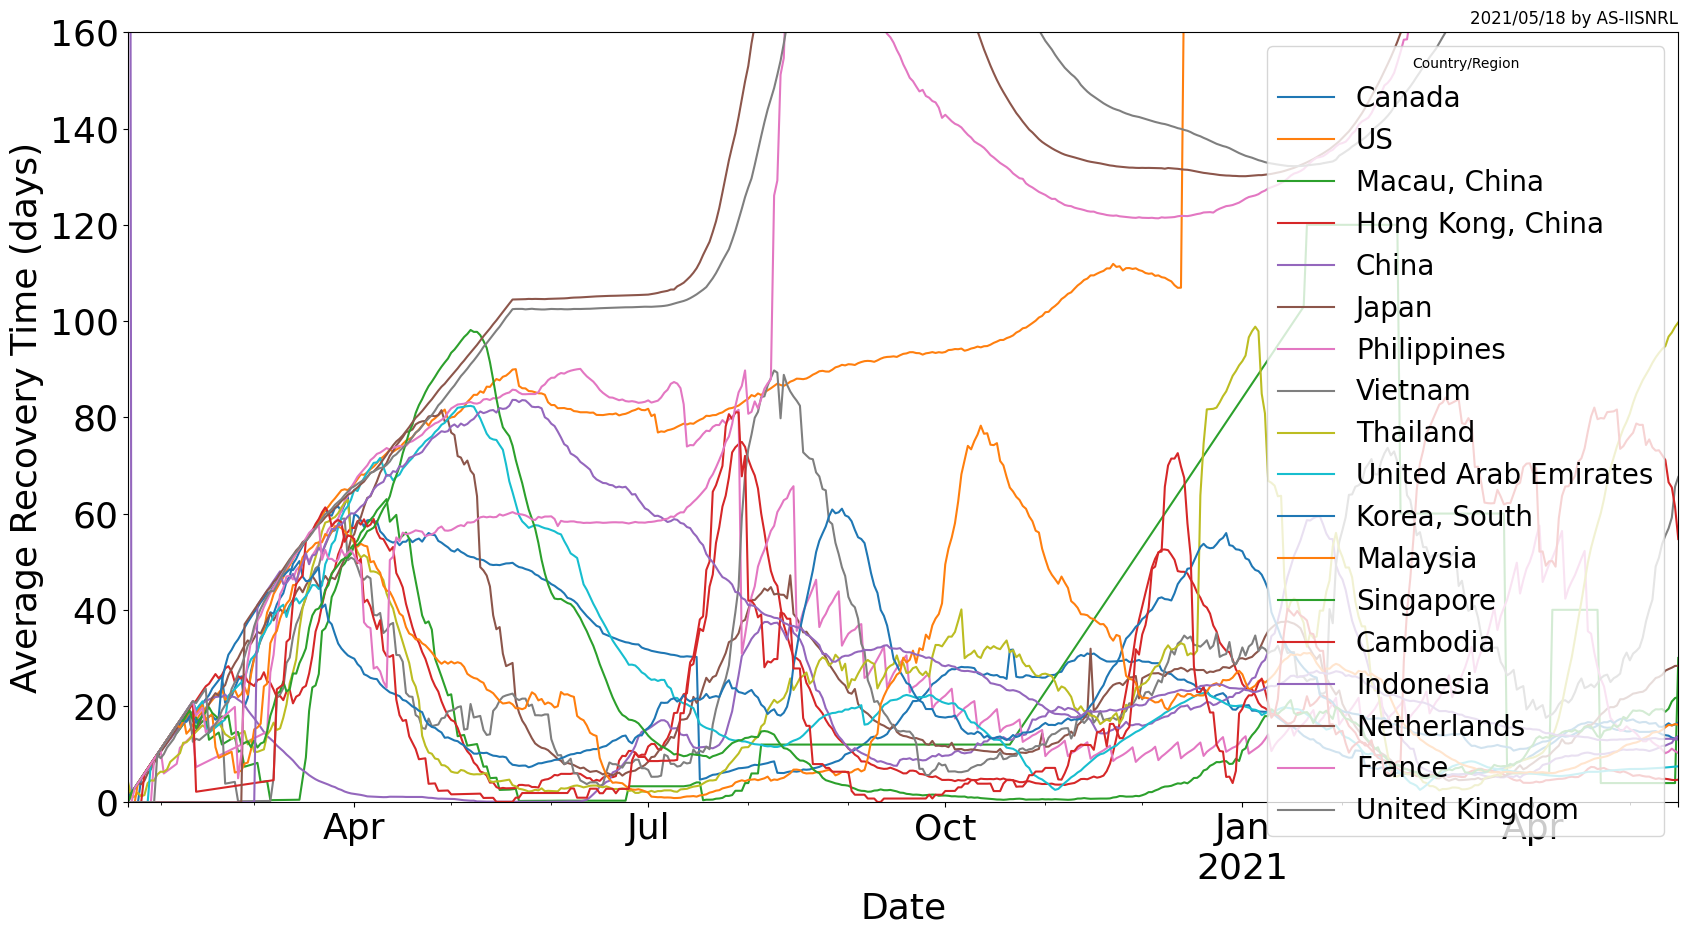 2021/05/18 by AS-IISNRL
160
140
120
100
80
60
40
20
0
Average Recovery Time (days)
Country/Region
Canada
US
Macau, China
Hong Kong, China
China
Japan
Philippines
Vietnam
Thailand
United Arab Emirates
Korea, South
Malaysia
Singapore
Cambodia
Indonesia
Netherlands
France
United Kingdom
Apr
Jul
Oct
Jan
2021
Apr
Date